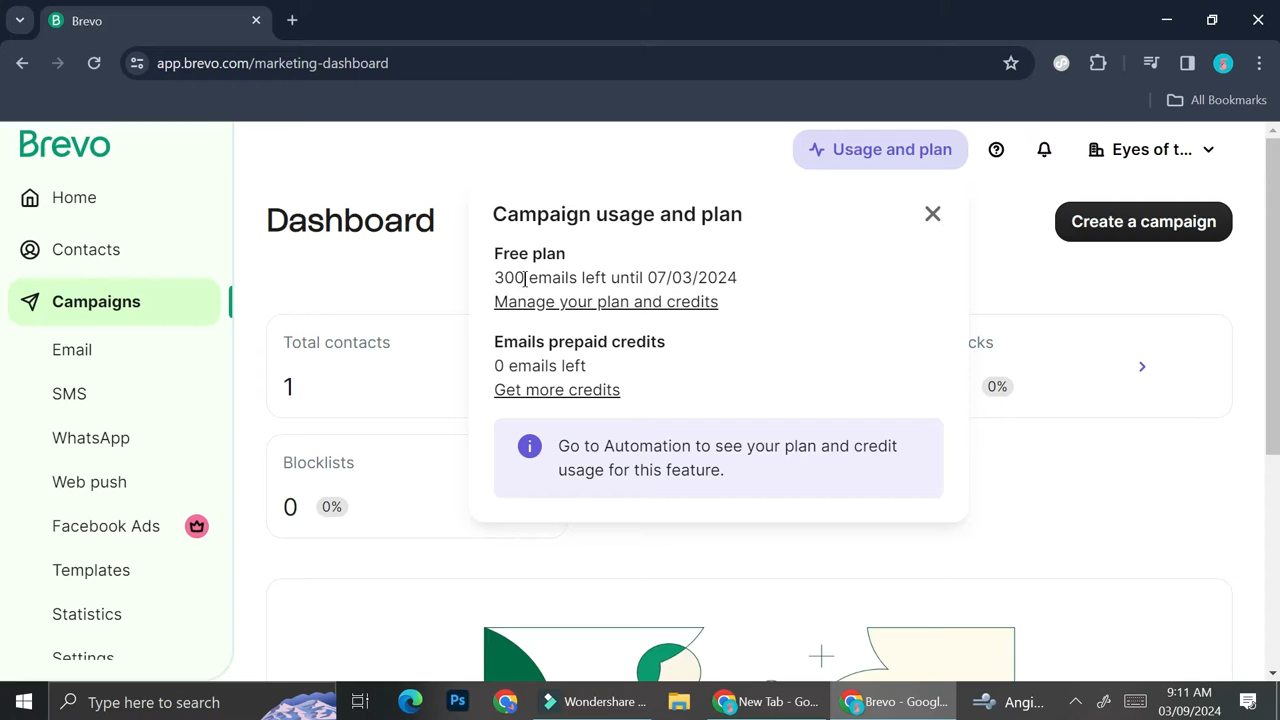 Brevo
app.brevo.com/marketing-dashboard
All Bookmarks
Brevo
Usage and plan
Eyes of t...
Home
Contacts
Campaigns
Email
SMS
WhatsApp
Web push
Facebook Ads
Templates
Statistics
Settings
Dashboard
Create a campaign
Campaign usage and plan
Free plan
300 emails left until 07/03/2024
Manage your plan and credits
Emails prepaid credits
0 emails left
Get more credits
i
Go to Automation to see your plan and credit
usage for this feature.
Total contacts
1
cks
0%
Blocklists
0 0%
Type here to search
Ps
Wondershare ...
New Tab - Go...
Brevo - Googl...
Angi...
9:11 AM
03/09/2024